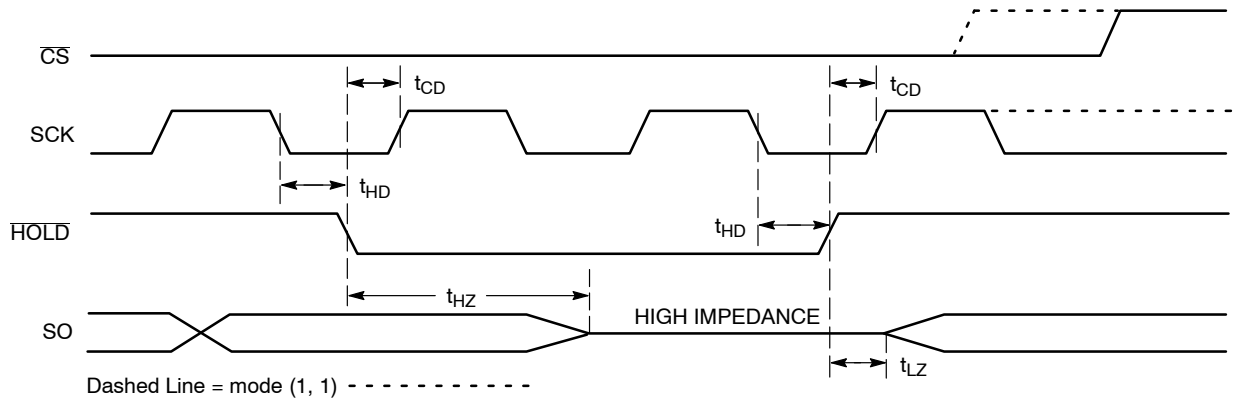 CS
tCD
tCD
SCK
tHD
HOLD
tHD
tHZ
HIGH IMPEDANCE
SO
tLZ
Dashed Line = mode (1, 1)